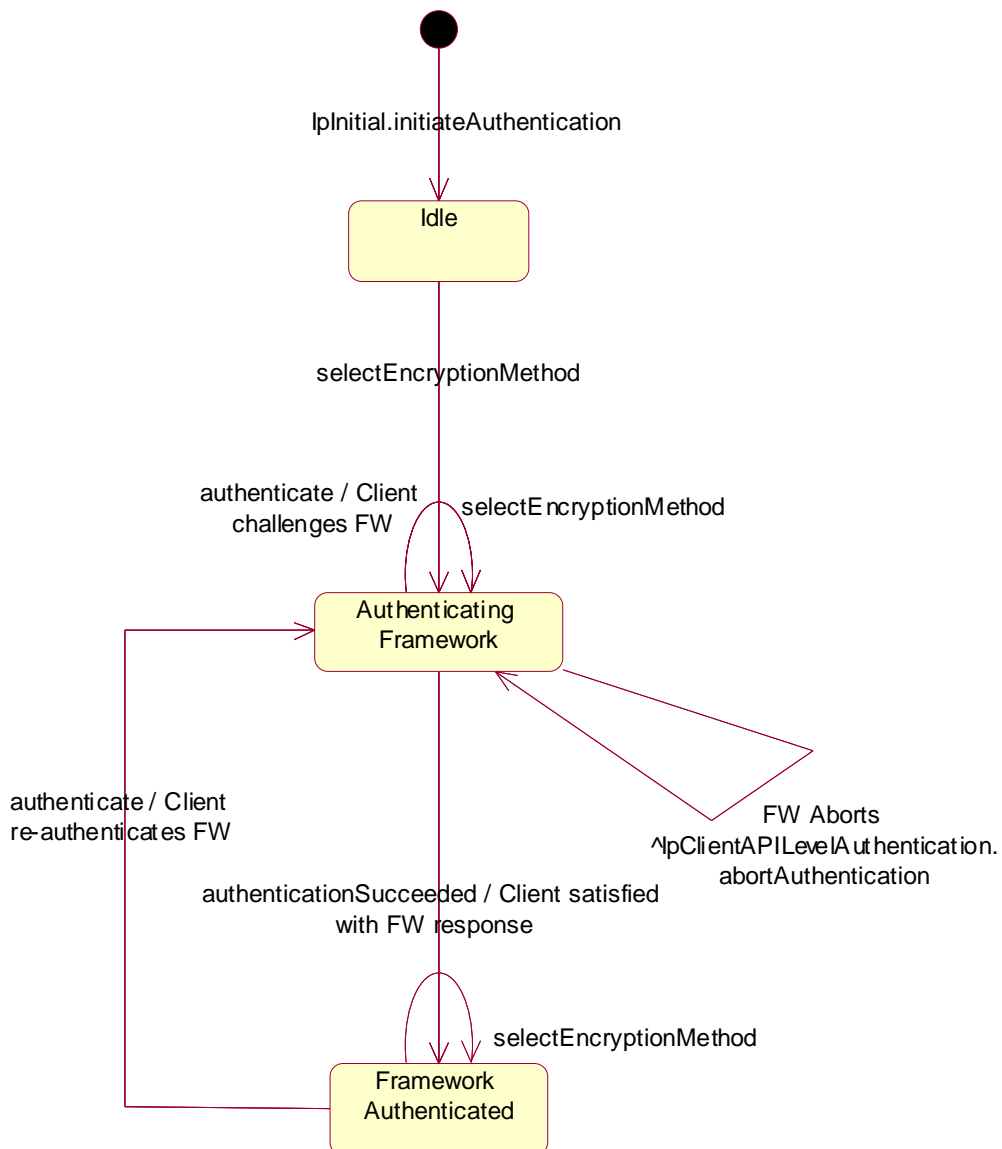 IpInitial.initiateAuthentication
Idle
selectEncryptionMethod
authenticate / Client
challenges FW
selectEncryptionMethod
Authenticating
Framework
authenticate / Client
re-authenticates FW
FW Aborts
^IpClientAPILevelAuthentication.
abortAuthentication
authenticationSucceeded / Client satisfied
with FW response
selectEncryptionMethod
Framework
Authenticated